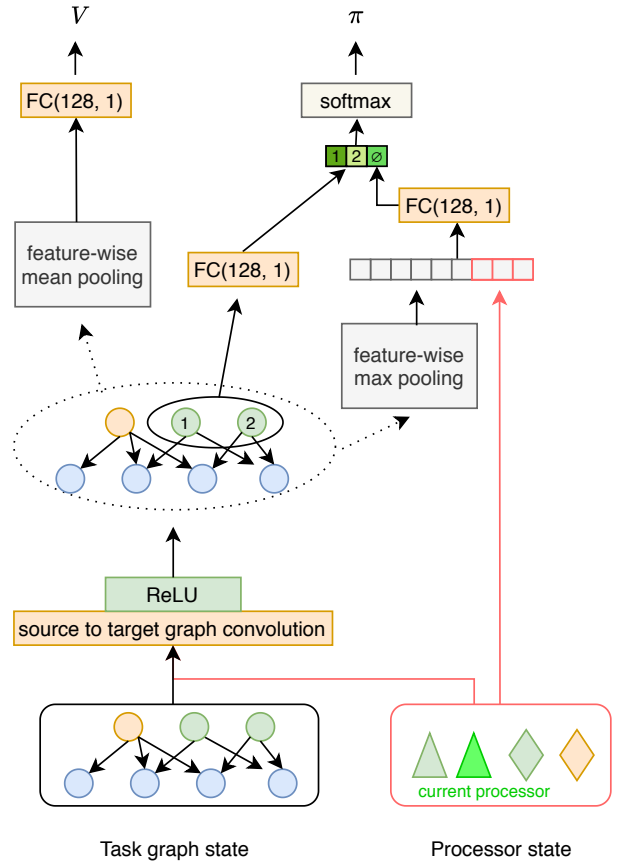 V
π
FC(128, 1)
softmax
1 2 ∅
FC(128, 1)
feature-wise
mean pooling
FC(128, 1)
feature-wise
max pooling
1 2
ReLU
source to target graph convolution
current processor
Task graph state
Processor state